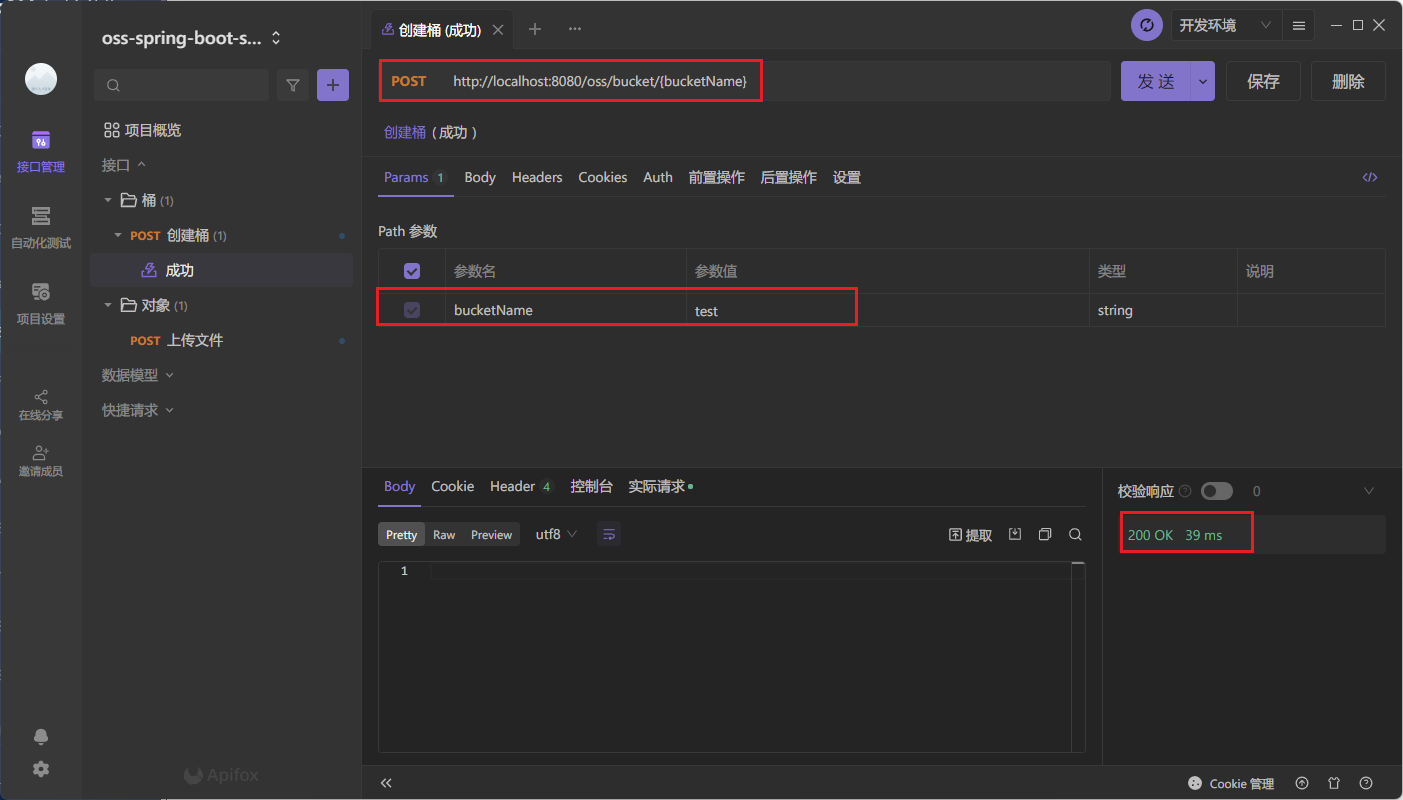 oss-spring-boot-s...
创建桶 (成功)
开发环境
POST http://localhost:8080/oss/bucket/{bucketName}
发 送
保存
删除
接口管理
自动化测试
项目设置
在线分享
邀请成员
项目概览
接口
桶 (1)
POST 创建桶 (1)
成功
对象 (1)
POST 上传文件
数据模型
快捷请求
Apifox
创建桶 ( 成功 )
Params 1 Body Headers Cookies Auth 前置操作 后置操作 设置
Path 参数
参数名 参数值 类型 说明
bucketName test string
Body Cookie Header 4 控制台 实际请求
Pretty Raw Preview utf8
提取
1
校验响应 0
200 OK 39 ms
Cookie 管理